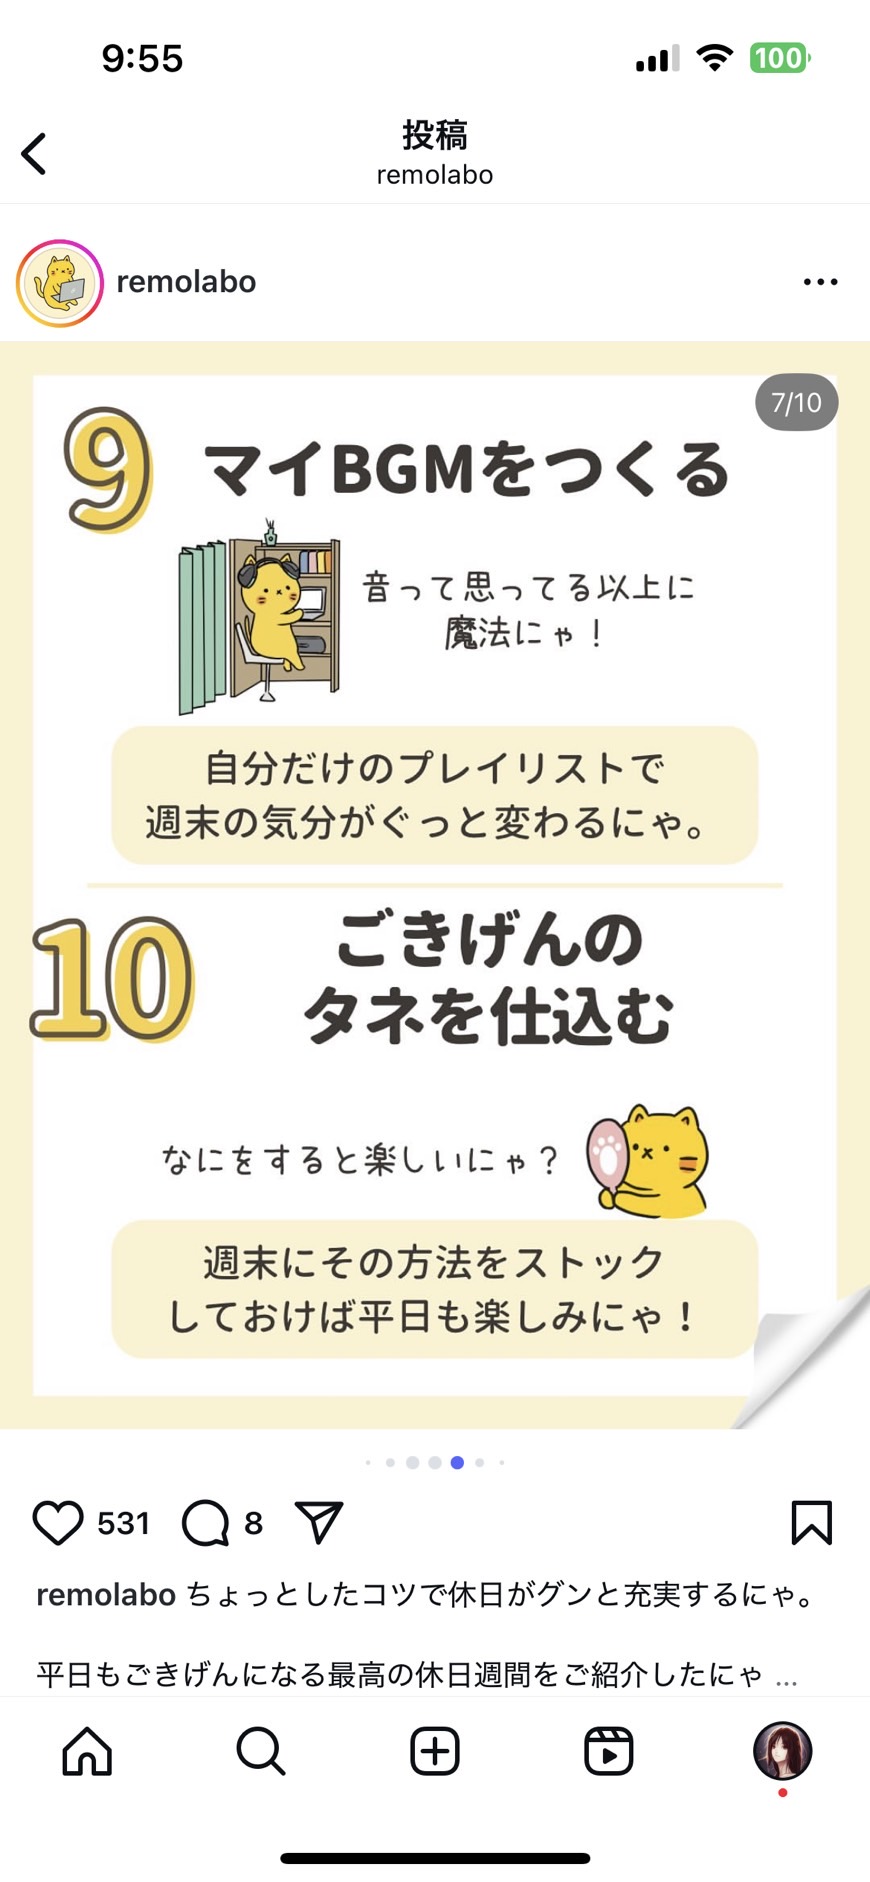 9:55
100
投稿
remolabo
remolabo
7/10
9
マイBGMをつくる
音って思ってる以上に
魔法にゃ！
自分だけのプレイリストで
週末の気分がぐっと変わるにゃ。
10
ごきげんの
タネを仕込む
なにをすると楽しいにゃ？
週末にその方法をストック
しておけば平日も楽しみにゃ！
531
8
remolabo ちょっとしたコツで休日がグンと充実するにゃ。
平日もごきげんになる最高の休日週間をご紹介したにゃ ...